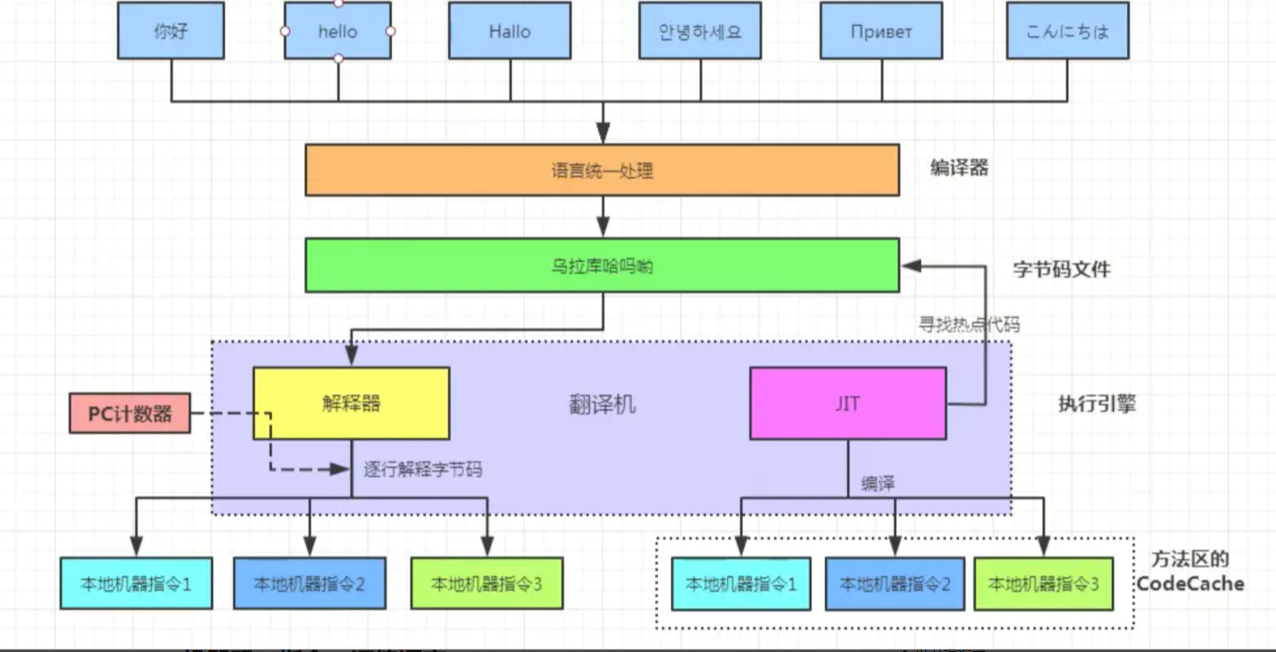 你好
hello
Hallo
안녕하세요
Привет
こんにちは
语言统一处理
编译器
乌拉库哈吗呦
字节码文件
寻找热点代码
PC计数器
解释器
翻译机
JIT
执行引擎
逐行解释字节码
编译
本地机器指令1
本地机器指令2
本地机器指令3
本地机器指令1
本地机器指令2
本地机器指令3
方法区的
CodeCache